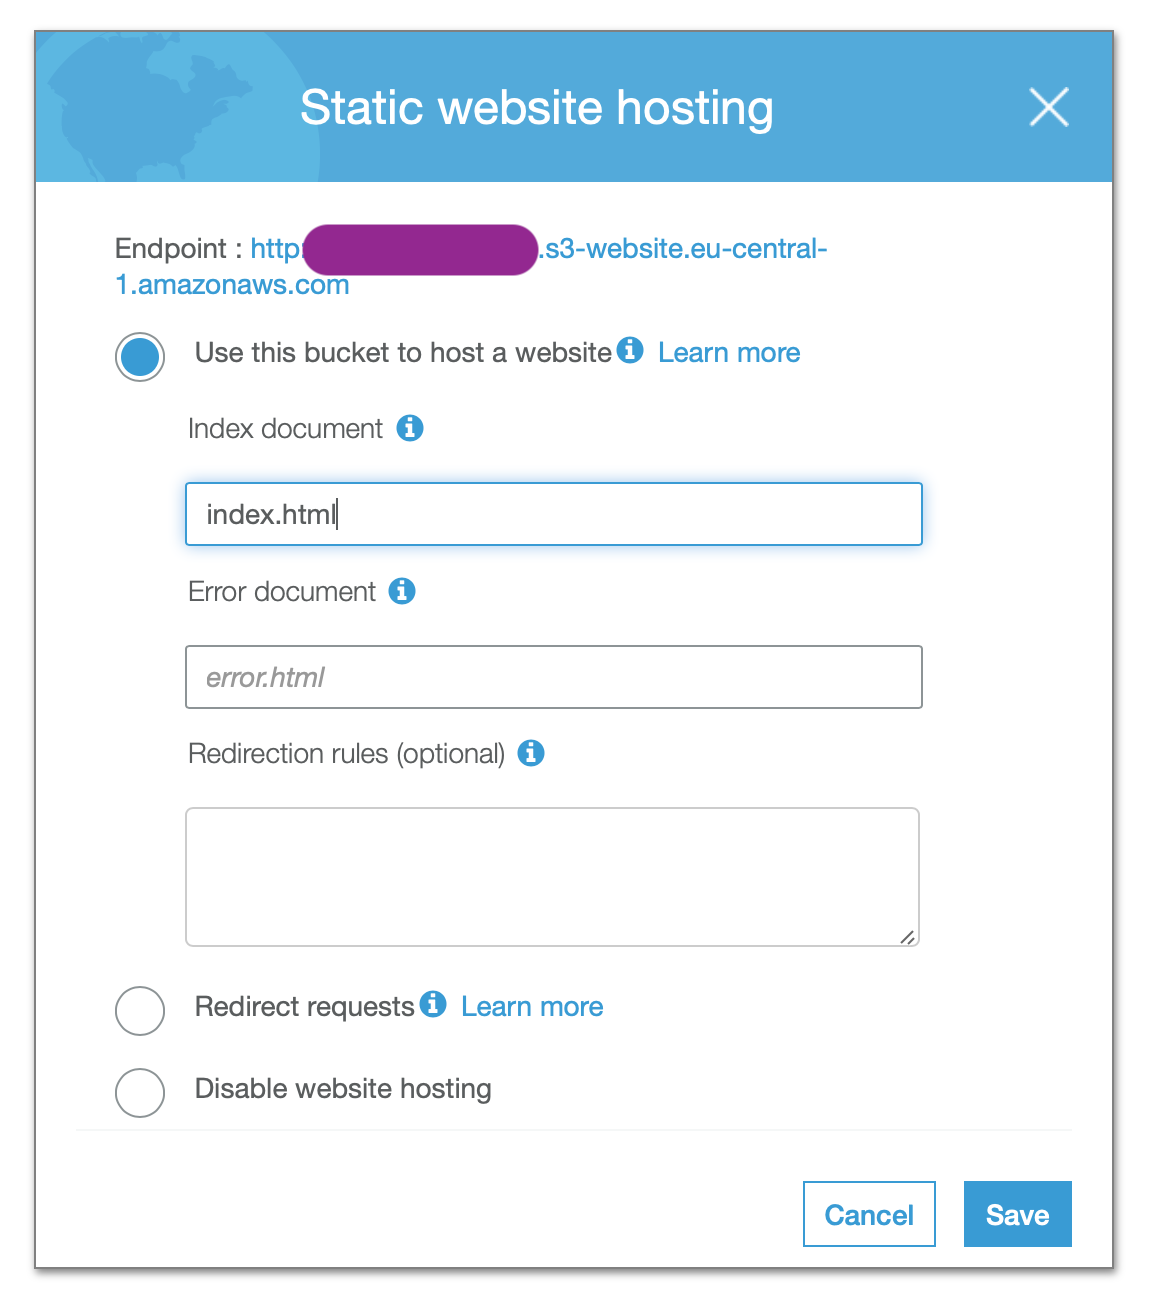 Static website hosting
Endpoint : http: .s3-website.eu-central-
1.amazonaws.com
Use this bucket to host a website Learn more
Index document
index.html
Error document
error.html
Redirection rules (optional)
Redirect requests Learn more
Disable website hosting
Cancel Save